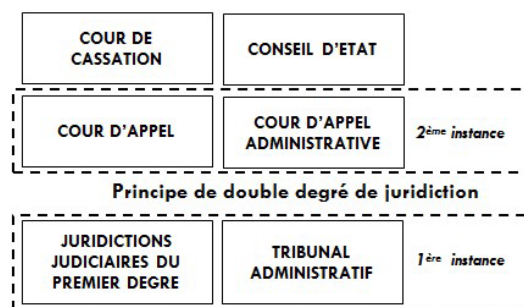 COUR DE
CASSATION
CONSEIL D'ETAT
COUR D'APPEL
COUR D'APPEL
ADMINISTRATIVE
2ème instance
Principe de double degré de juridiction
JURIDICTIONS
JUDICIAIRES DU
PREMIER DEGRE
TRIBUNAL
ADMINISTRATIF
1ère instance